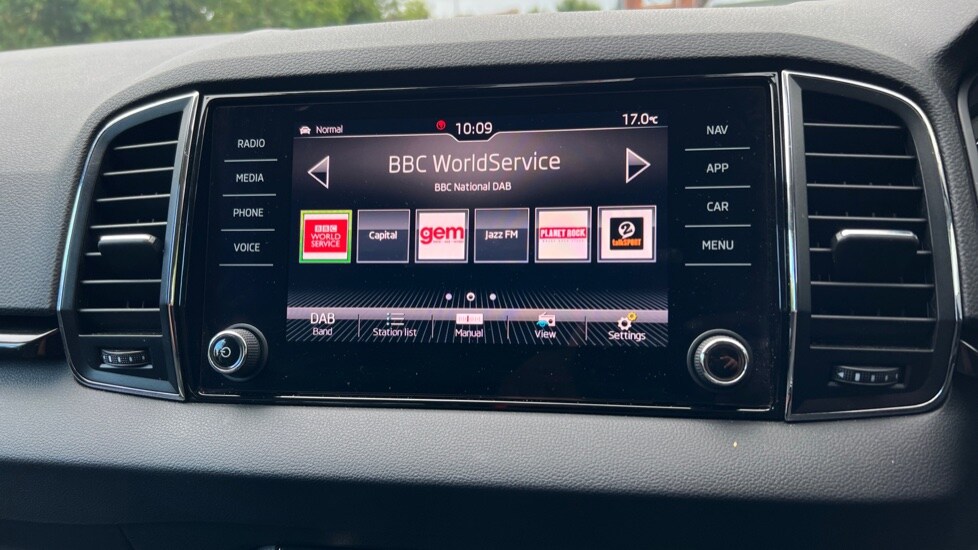 RADIO
MEDIA
PHONE
VOICE
Normal
10:09
17.0°C
BBC WorldService
BBC National DAB
BBC
WORLD
SERVICE
Capital
gem
Jazz FM
PLANET ROCK
talkSPORT
DAB
Band
Station list
Manual
View
Settings
NAV
APP
CAR
MENU